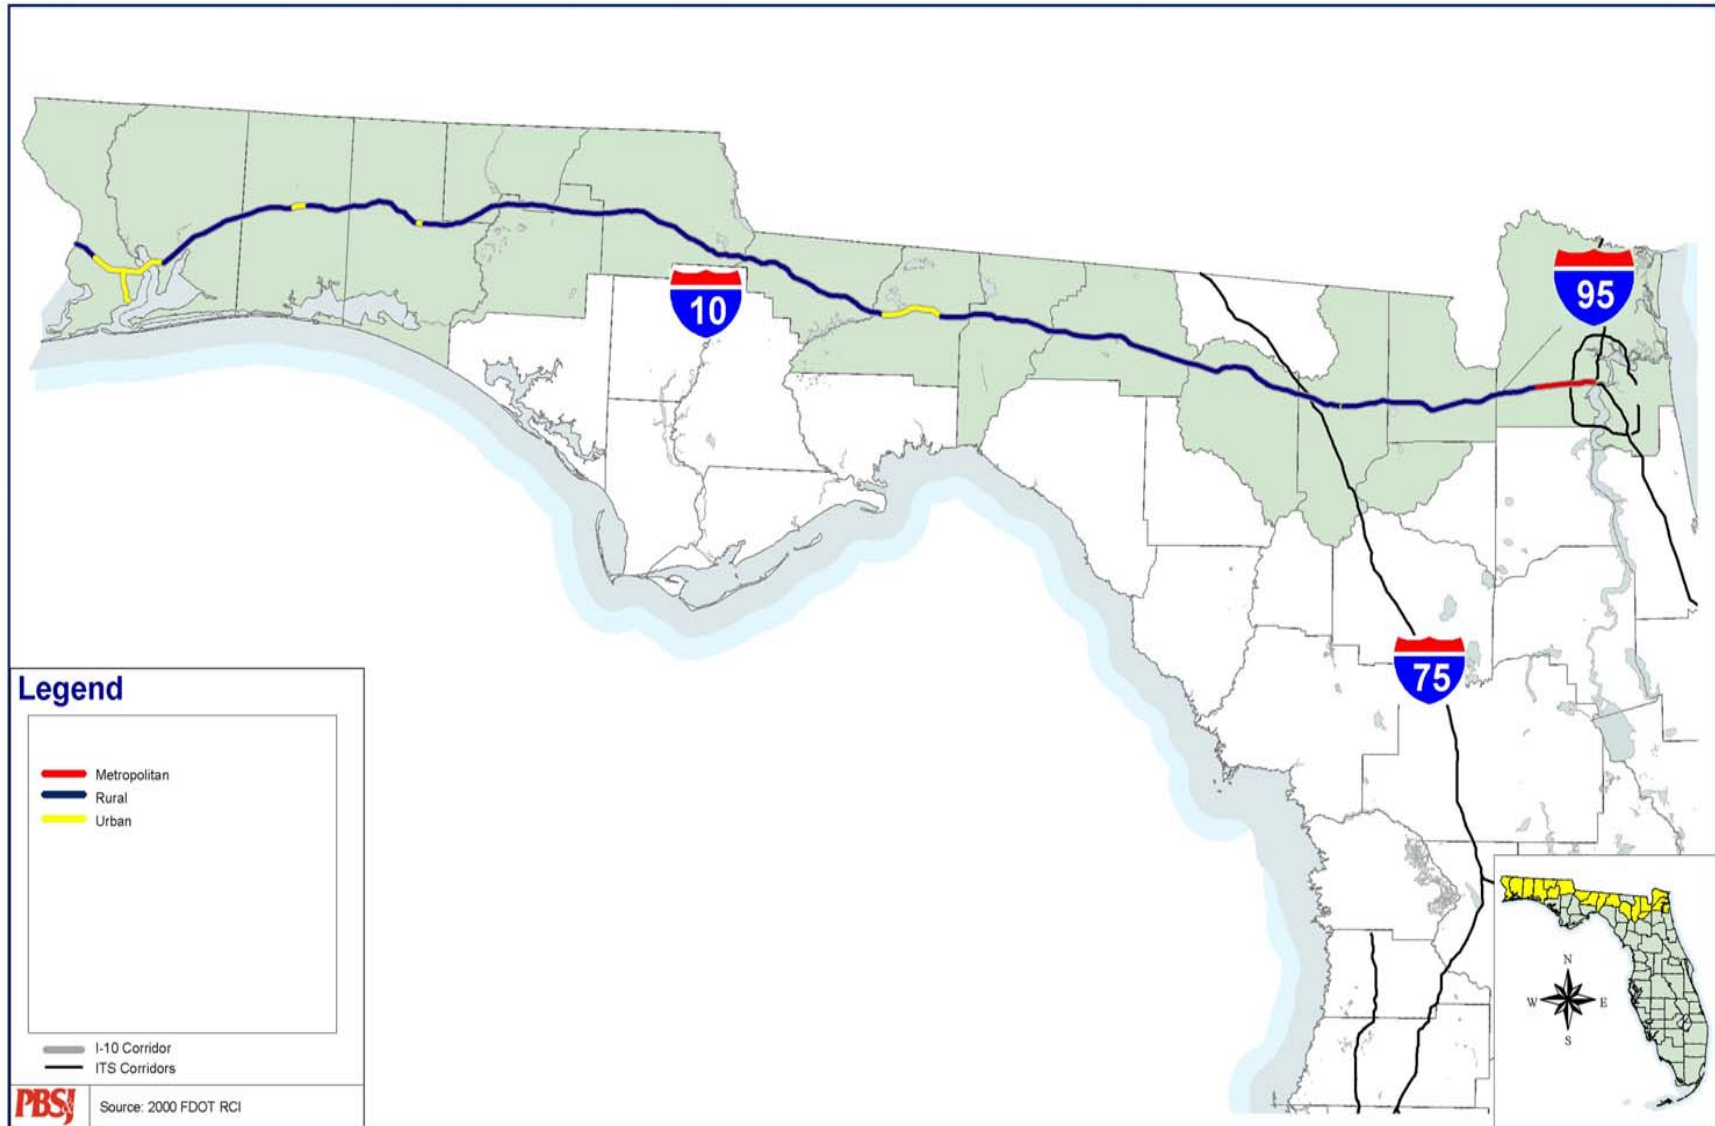 10
95
75
Legend
Metropolitan
Rural
Urban
I-10 Corridor
ITS Corridors
PBSJ
Source: 2000 FDOT RCI
N
W E
S